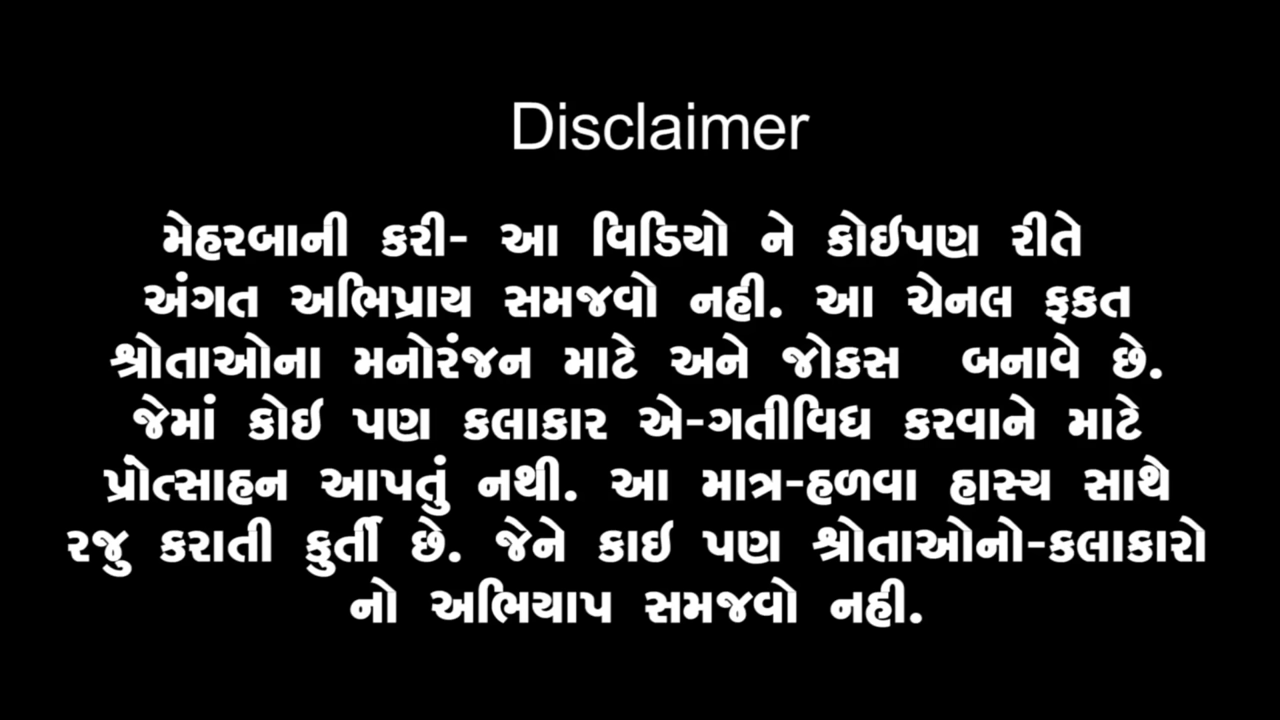 Disclaimer
મેહરબાની કરી- આ વિડિયો ને કોઈપણ રીતે
અંગત અભિપ્રાય સમજવો નહી. આ ચેનલ ફકત
શ્રોતાઓના મનોરંજન માટે અને જોકસ બનાવે છે.
જેમાં કોઇ પણ કલાકાર એ-ગતીવિધ કરવાને માટે
પ્રોત્સાહન આપતું નથી. આ માત્ર-હળવા હાસ્ય સાથે
રજુ કરાતી કુર્તી છે. જેને કાઇ પણ શ્રોતાઓનો-કલાકારો
નો અભિયાપ સમજવો નહી.